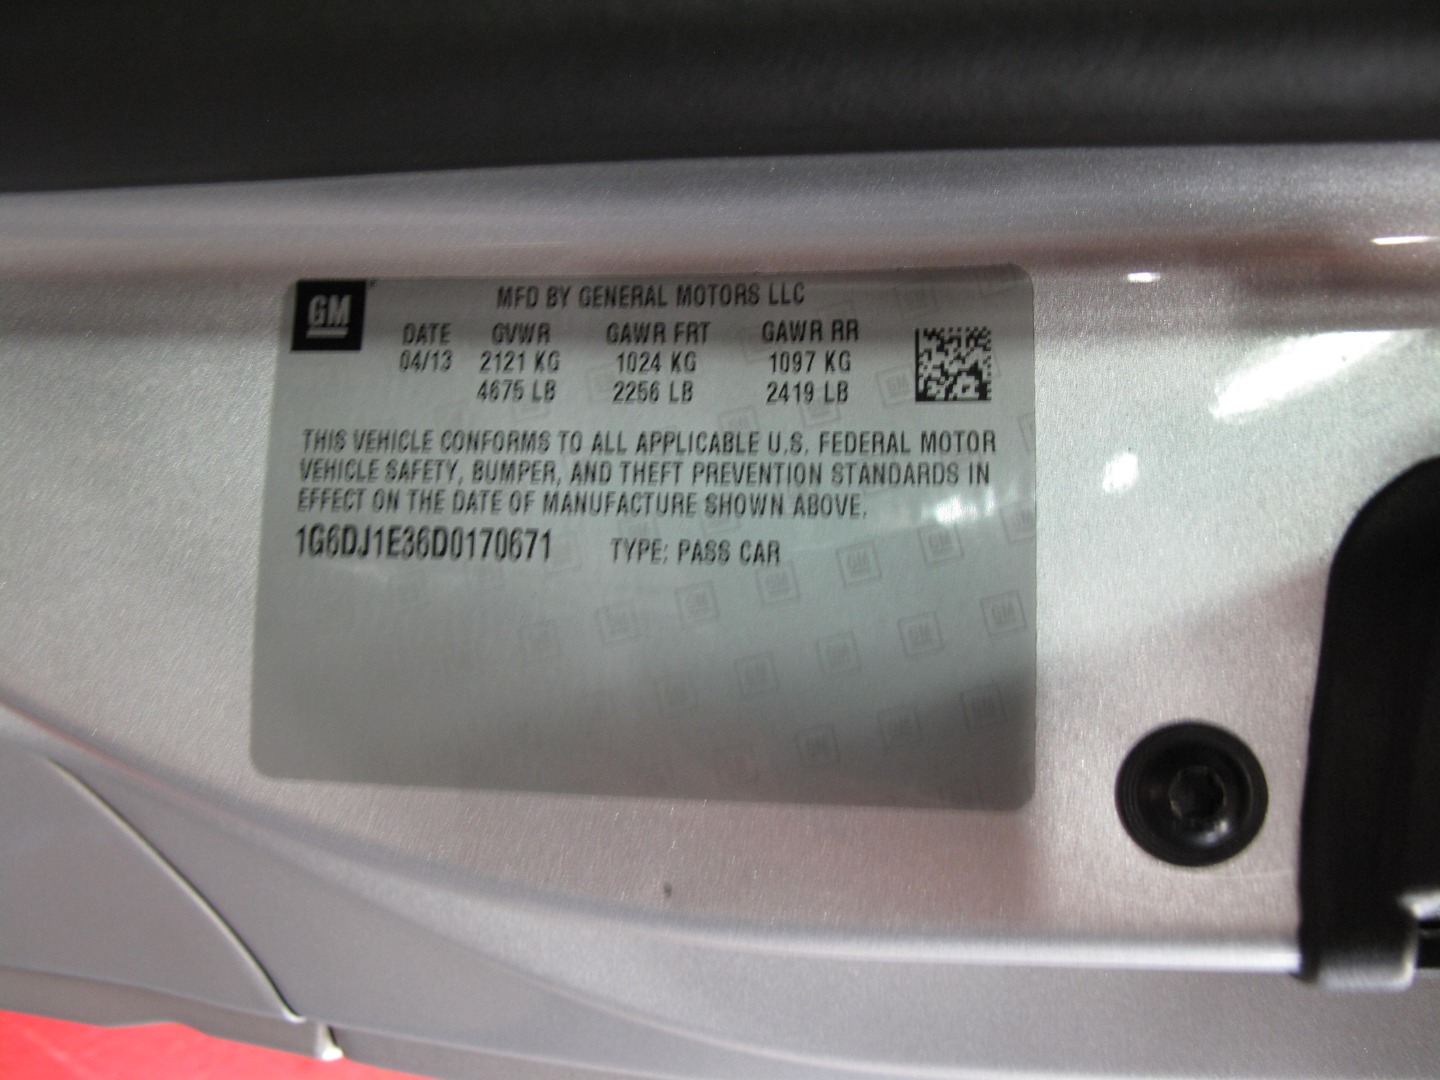 GM
MFD BY GENERAL MOTORS LLC
DATE GVWR GAWR FRT GAWR RR
04/13 2121 KG 1024 KG 1097 KG
4675 LB 2256 LB 2419 LB
THIS VEHICLE CONFORMS TO ALL APPLICABLE U.S. FEDERAL MOTOR
VEHICLE SAFETY, BUMPER, AND THEFT PREVENTION STANDARDS IN
EFFECT ON THE DATE OF MANUFACTURE SHOWN ABOVE.
1G6DJ1E36D0170671 TYPE: PASS CAR